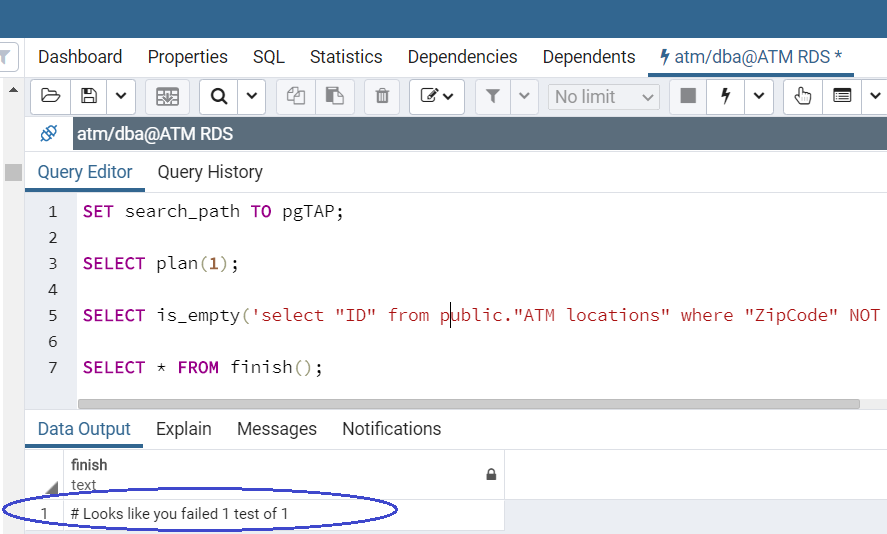 Dashboard Properties SQL Statistics Dependencies Dependents atm/dba@ATM RDS *
No limit
atm/dba@ATM RDS
Query Editor Query History
1 SET search_path TO pgTAP;
2
3 SELECT plan(1);
4
5 SELECT is_empty('select "ID" from public."ATM locations" where "ZipCode" NOT
6
7 SELECT * FROM finish();
Data Output Explain Messages Notifications
finish
text
1 # Looks like you failed 1 test of 1